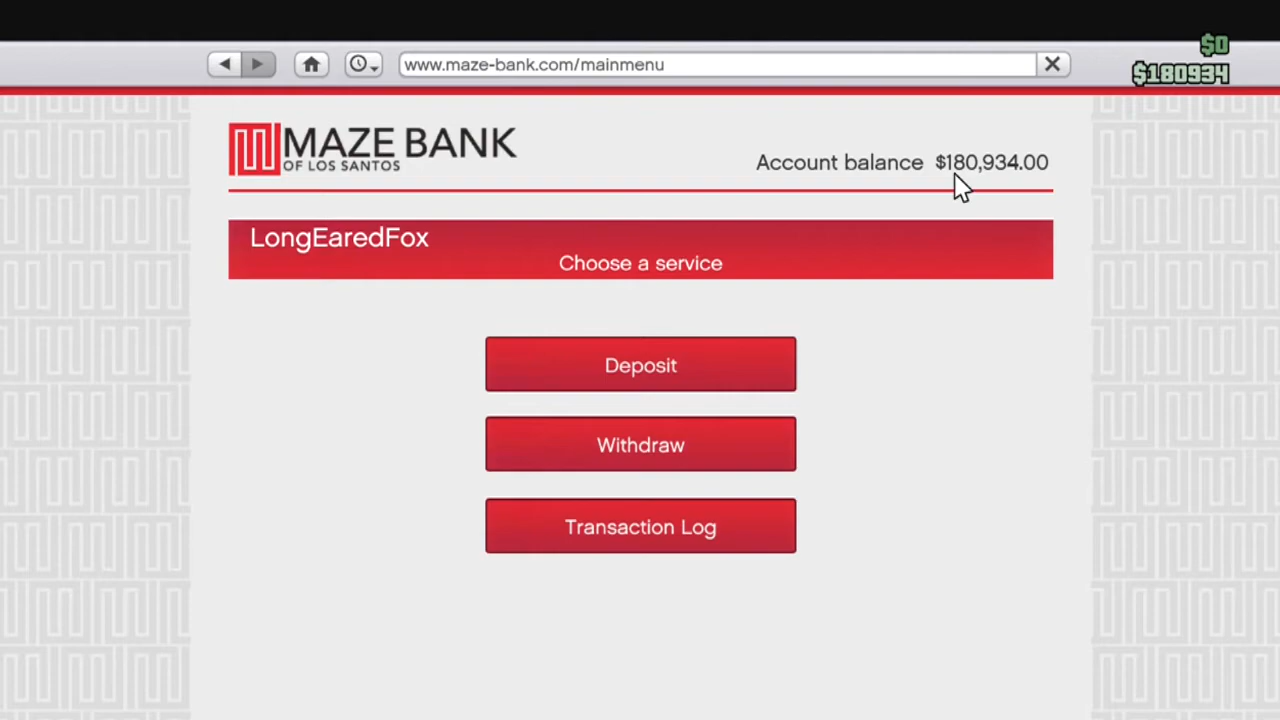 $0
www.maze-bank.com/mainmenu
$180934
MAZE BANK
OF LOS SANTOS
Account balance $180,934.00
LongEaredFox
Choose a service
Deposit
Withdraw
Transaction Log